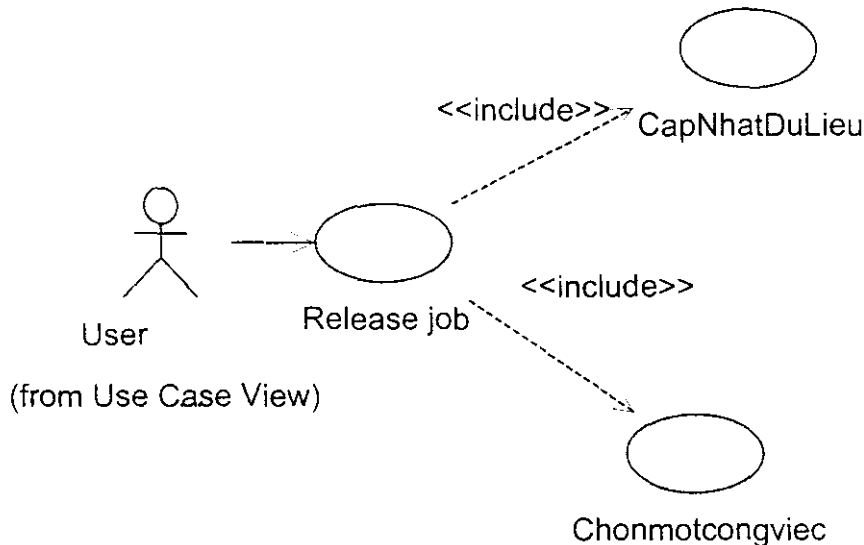 <<include>>
CapNhatDuLieu
<<include>>
Release job
User
(from Use Case View)
Chonmotcongviec